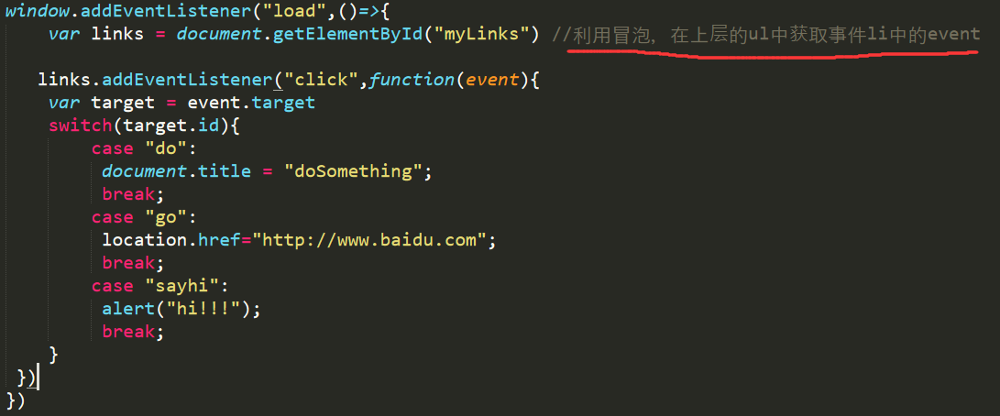 window.addEventListener("load",()=>{
var links = document.getElementById("myLinks") //利用冒泡, 在上层的ul中获取事件li中的event
links.addEventListener("click",function(event){
var target = event.target
switch(target.id){
case "do":
document.title = "doSomething";
break;
case "go":
location.href="http://www.baidu.com";
break;
case "sayhi":
alert("hi!!!");
break;
}
})
})